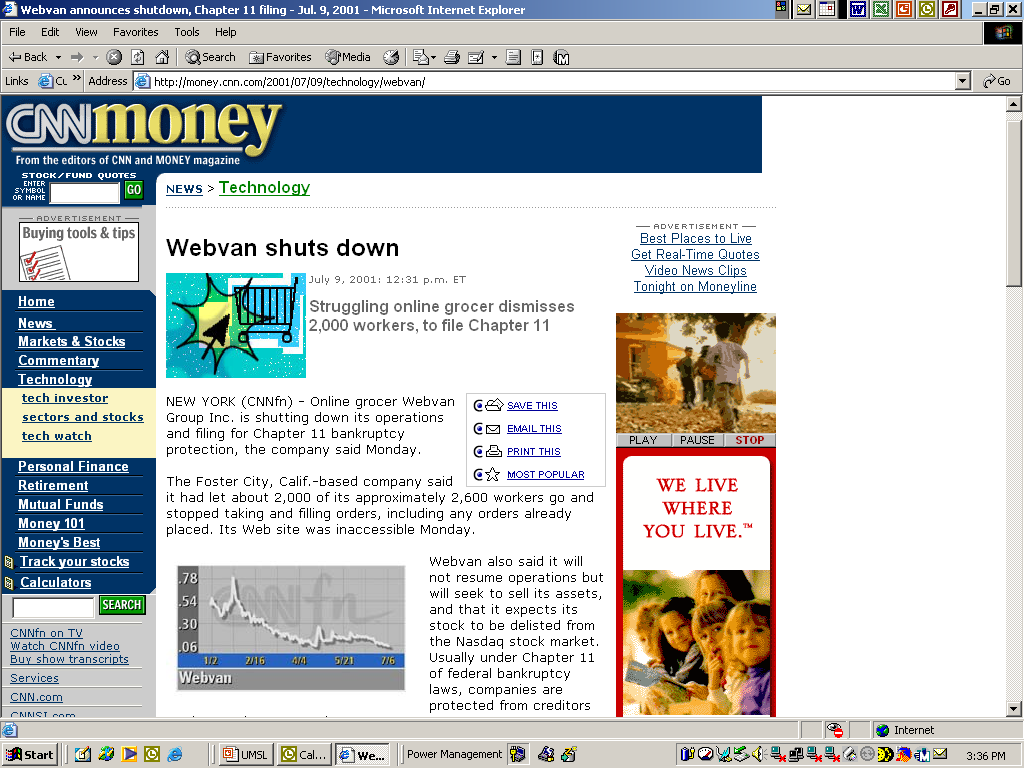 Webvan announces shutdown, Chapter 11 filing - Jul. 9, 2001 - Microsoft Internet Explorer
File Edit View Favorites Tools Help
Back Search Favorites Media
Links Address http://money.cnn.com/2001/07/09/technology/webvan/ Go
CNNmoney
From the editors of CNN and MONEY magazine
STOCK/FUND QUOTES
ENTER
SYMBOL
OR NAME
GO
NEWS > Technology
ADVERTISEMENT
Buying tools & tips
Home
News
Markets & Stocks
Commentary
Technology
tech investor
sectors and stocks
tech watch
Personal Finance
Retirement
Mutual Funds
Money 101
Money's Best
Track your stocks
Calculators
SEARCH
CNNfn on TV
Watch CNNfn video
Buy show transcripts
Services
CNN.com
CNNSI.com
Webvan shuts down
July 9, 2001: 12:31 p.m. ET
Struggling online grocer dismisses
2,000 workers, to file Chapter 11
NEW YORK (CNNfn) - Online grocer Webvan
Group Inc. is shutting down its operations
and filing for Chapter 11 bankruptcy
protection, the company said Monday.
SAVE THIS
EMAIL THIS
PRINT THIS
MOST POPULAR
The Foster City, Calif.-based company said
it had let about 2,000 of its approximately 2,600 workers go and
stopped taking and filling orders, including any orders already
placed. Its Web site was inaccessible Monday.
.78
.54
.30
.06
CNNfn
1/2 2/16 4/4 5/21 7/6
Webvan
Webvan also said it will
not resume operations but
will seek to sell its assets,
and that it expects its
stock to be delisted from
the Nasdaq stock market.
Usually under Chapter 11
of federal bankruptcy
laws, companies are
protected from creditors
ADVERTISEMENT
Best Places to Live
Get Real-Time Quotes
Video News Clips
Tonight on Moneyline
PLAY PAUSE STOP
WE LIVE
WHERE
YOU LIVE.™
Internet
Start UMSL Cal... We... Power Management 3:36 PM